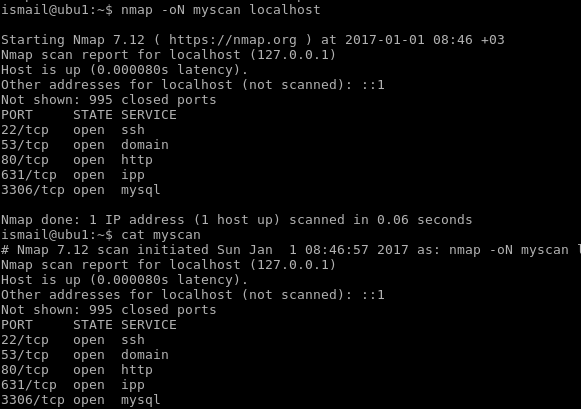 ismail@ubu1:~$ nmap -oN myscan localhost
Starting Nmap 7.12 ( https://nmap.org ) at 2017-01-01 08:46 +03
Nmap scan report for localhost (127.0.0.1)
Host is up (0.000080s latency).
Other addresses for localhost (not scanned): ::1
Not shown: 995 closed ports
PORT     STATE SERVICE
22/tcp   open  ssh
53/tcp   open  domain
80/tcp   open  http
631/tcp  open  ipp
3306/tcp open  mysql
Nmap done: 1 IP address (1 host up) scanned in 0.06 seconds
ismail@ubu1:~$ cat myscan
# Nmap 7.12 scan initiated Sun Jan  1 08:46:57 2017 as: nmap -oN myscan
Nmap scan report for localhost (127.0.0.1)
Host is up (0.000080s latency).
Other addresses for localhost (not scanned): ::1
Not shown: 995 closed ports
PORT     STATE SERVICE
22/tcp   open  ssh
53/tcp   open  domain
80/tcp   open  http
631/tcp  open  ipp
3306/tcp open  mysql